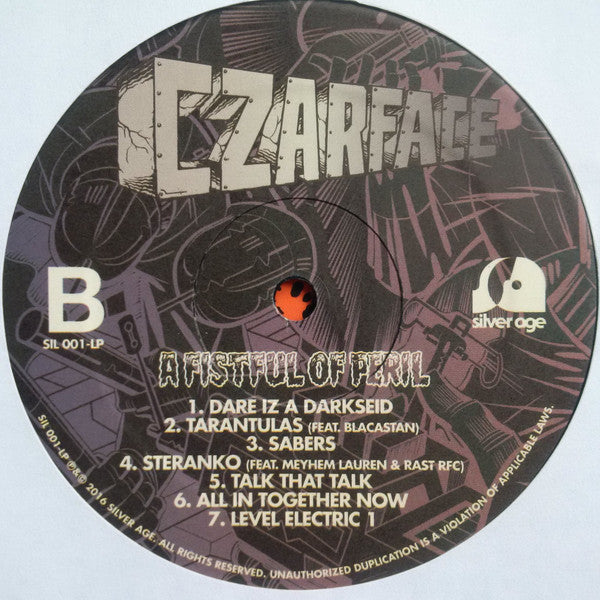 CZARFACE
B
SIL 001-LP
silver age
A FISTFUL OF PERIL
1. DARE IZ A DARKSEID
2. TARANTULAS (FEAT. BLACASTAN)
3. SABERS
4. STERANKO (FEAT. MEYHEM LAUREN & RAST RFC)
5. TALK THAT TALK
6. ALL IN TOGETHER NOW
7. LEVEL ELECTRIC 1
SIL 001-LP ℗&© 2016 SILVER AGE. ALL RIGHTS RESERVED. UNAUTHORIZED DUPLICATION IS A VIOLATION OF APPLICABLE LAWS.